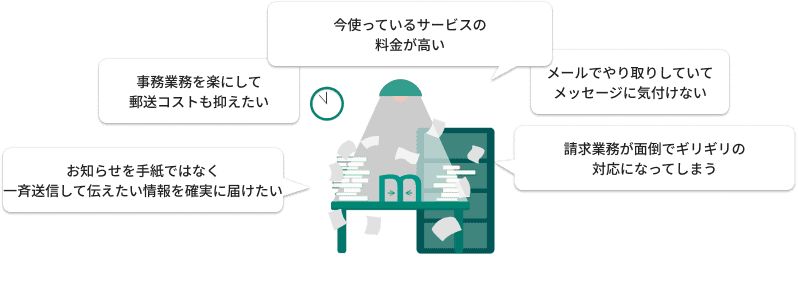 今使っているサービスの
料金が高い
事務業務を楽にして
郵送コストも抑えたい
メールでやり取りしていて
メッセージに気付けない
お知らせを手紙ではなく
一斉送信して伝えたい情報を確実に届けたい
請求業務が面倒でギリギリの
対応になってしまう